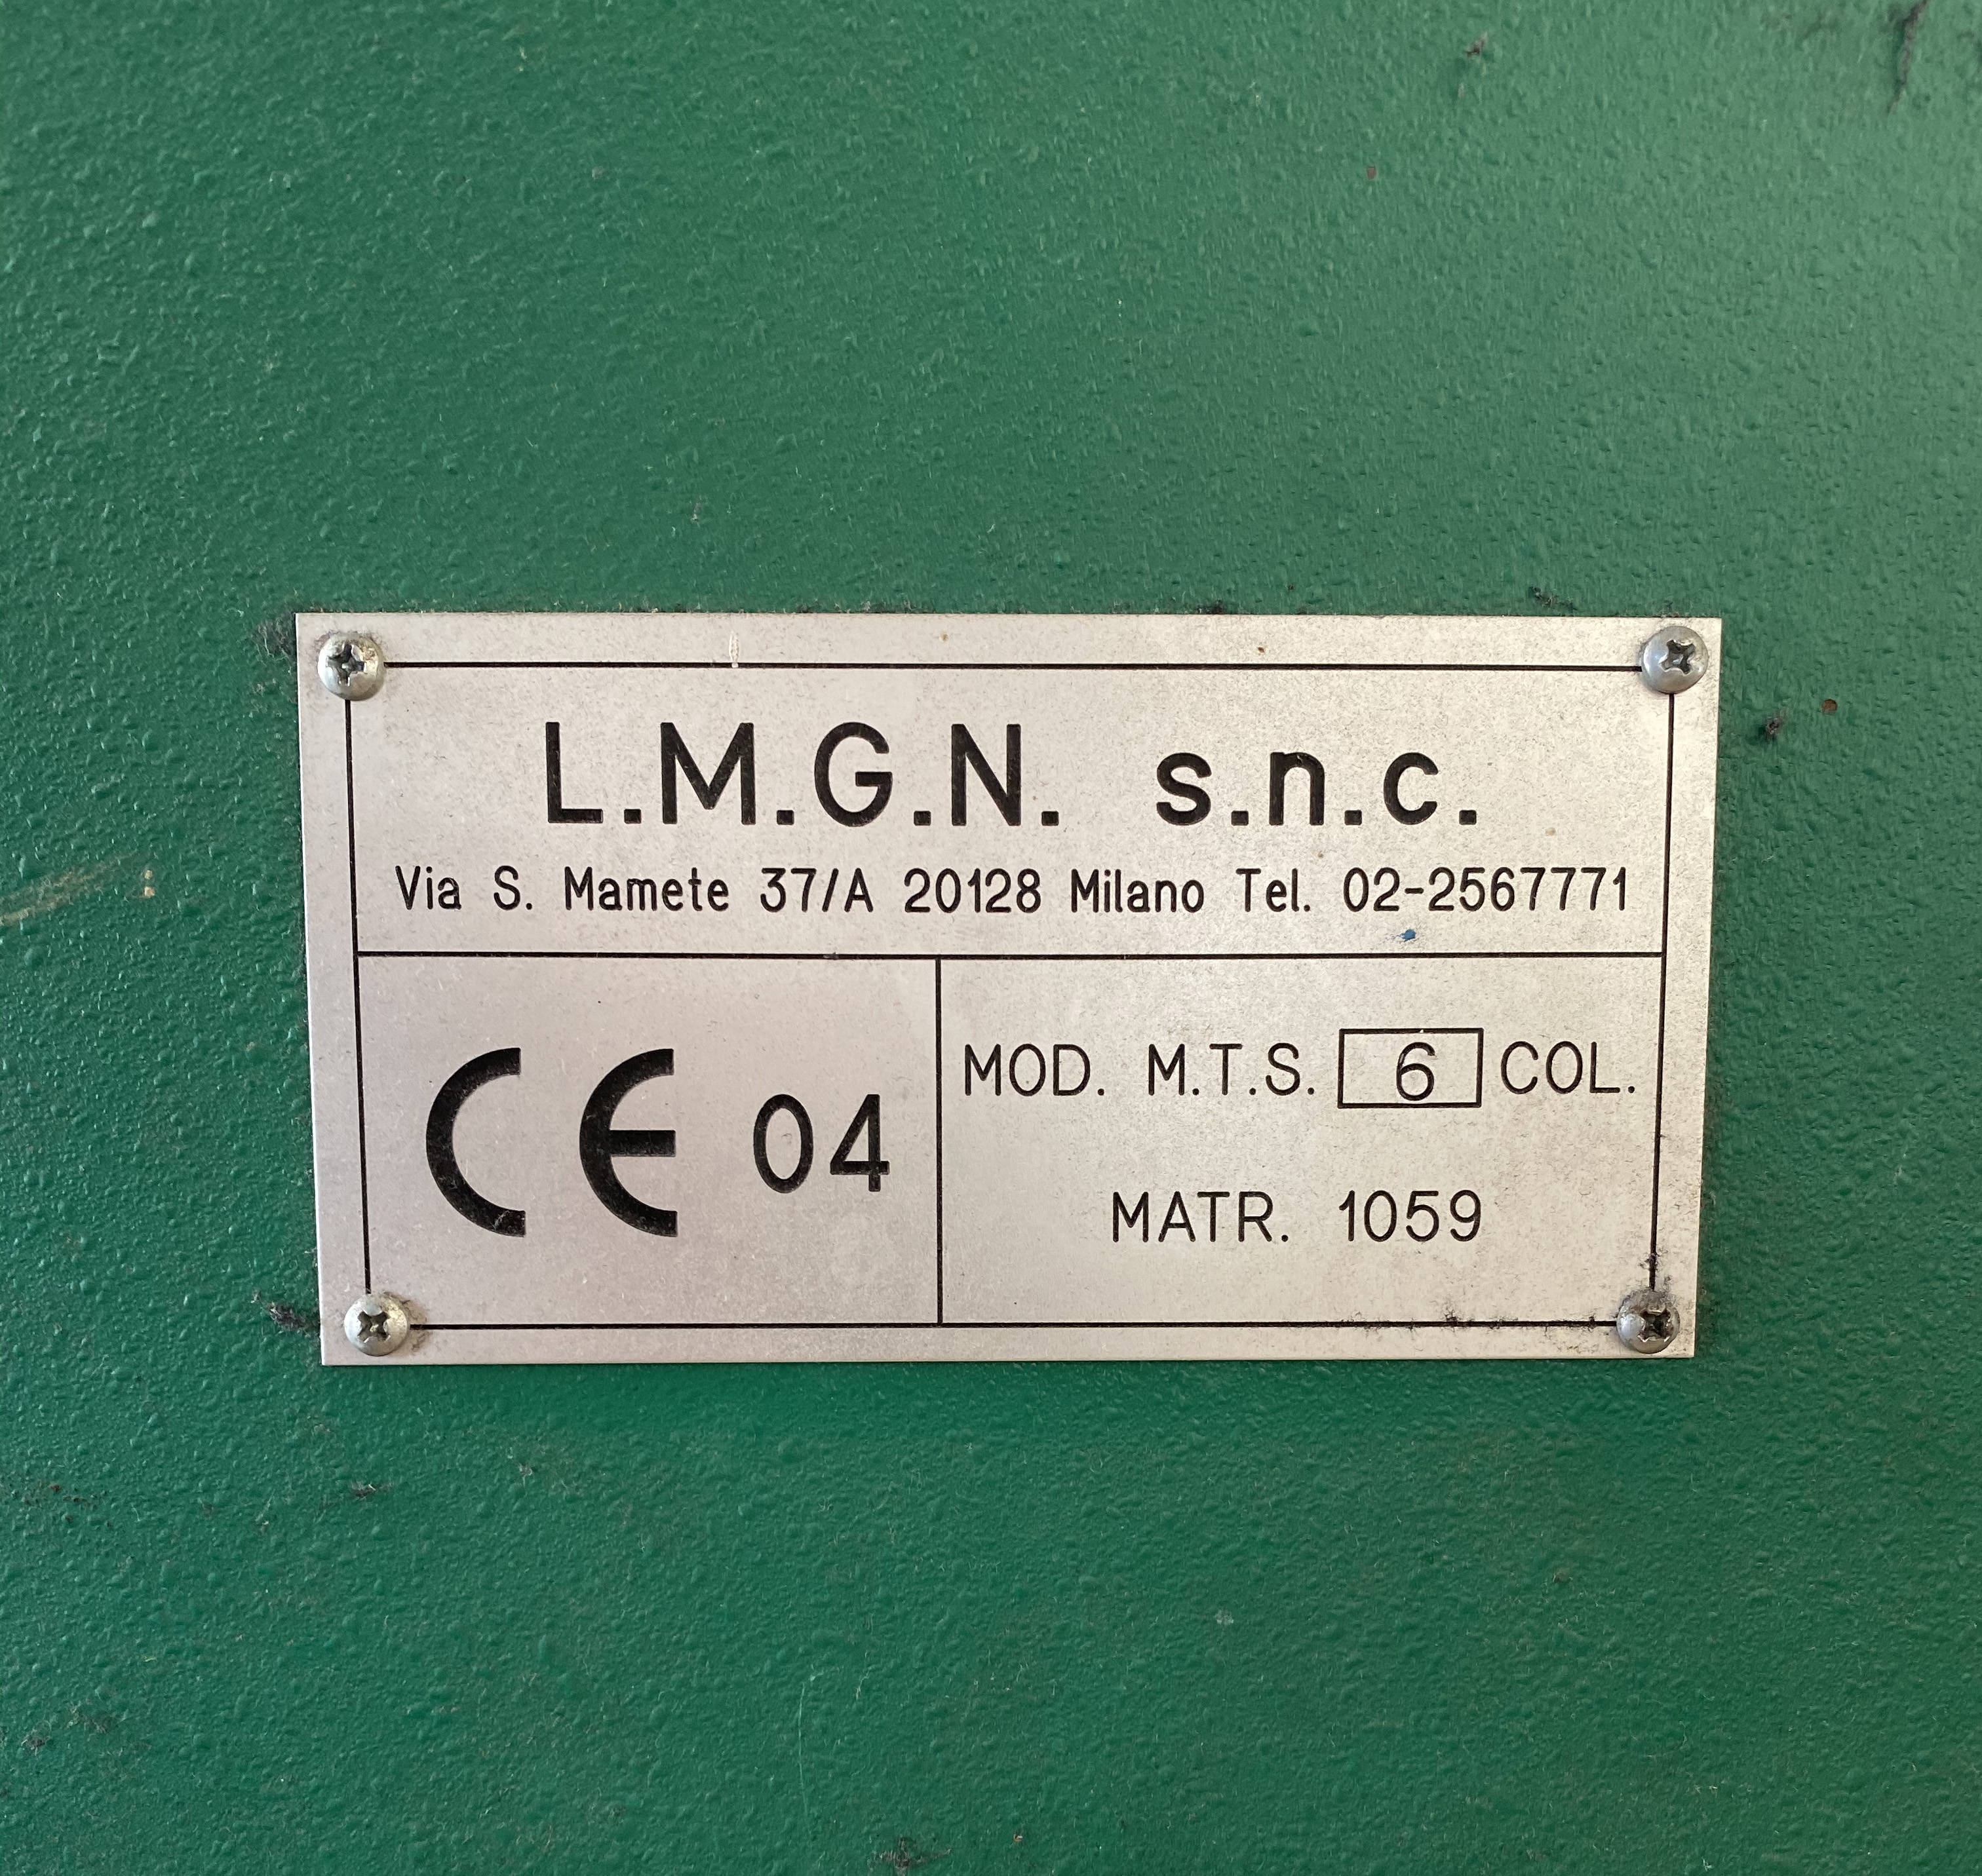 L.M.G.N. s.n.c.
Via S. Mamete 37/A 20128 Milano Tel. 02-2567771
CE 04
MOD. M.T.S. 6 COL.
MATR. 1059